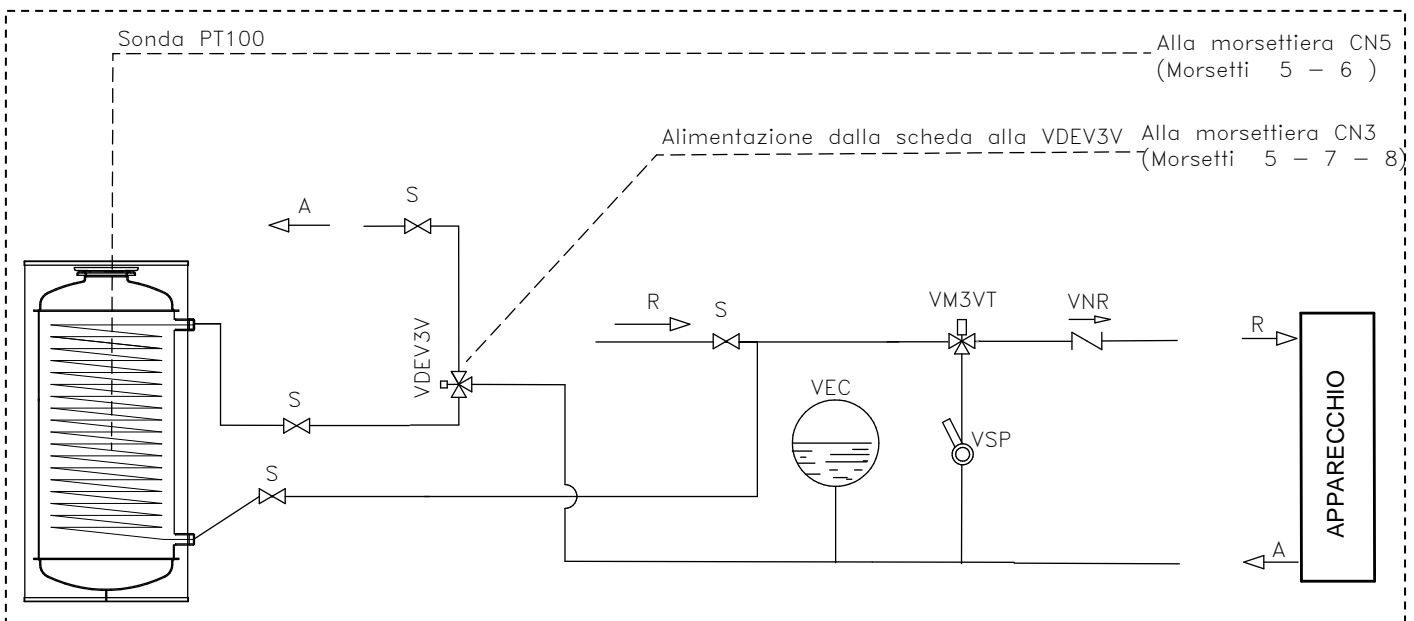 Sonda PT100
Alla morsettiera CN5
(Morsetti 5 - 6 )
Alimentazione dalla scheda alla VDEV3V
Alla morsettiera CN3
(Morsetti 5 - 7 - 8)
A
S
R
S
VM3VT
VNR
R
VDEV3V
S
VEC
VSP
S
APPARECCHIO
A